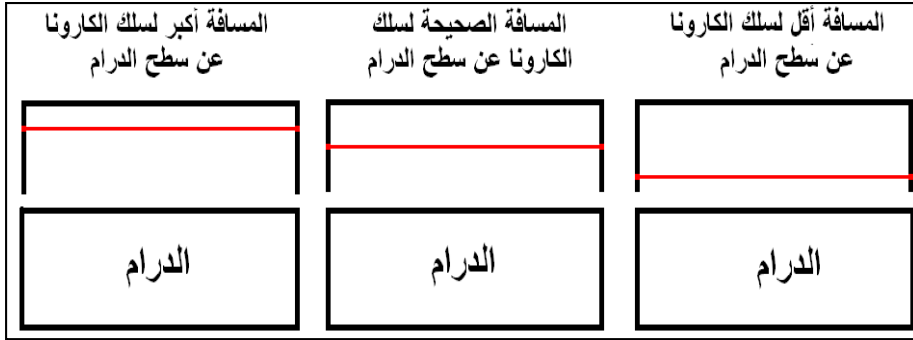 المسافة أقل لسلك الكارونا
عن سطح الدرام
المسافة الصحيحة لسلك
الكارونا عن سطح الدرام
المسافة أكبر لسلك الكارونا
عن سطح الدرام
الدرام
الدرام
الدرام